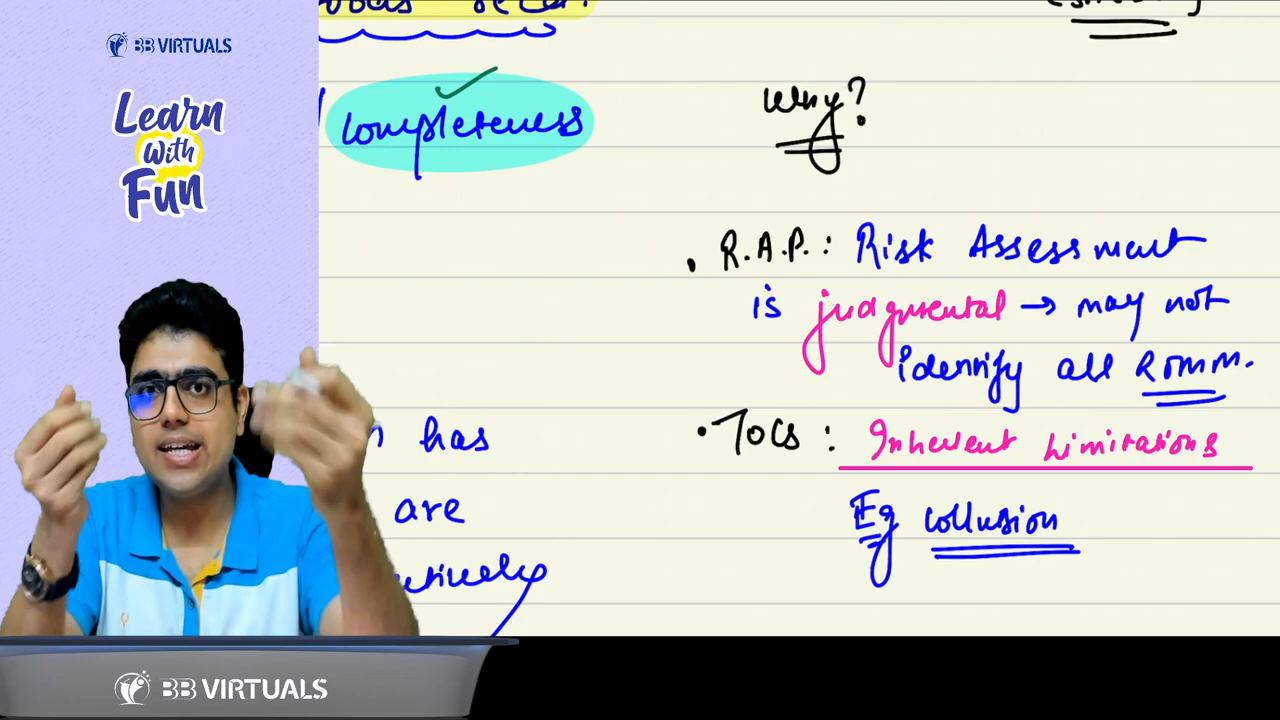 BB VIRTUALS
Learn
With
Fun
completeness
Why?
• R.A.P. : Risk Assessment
is judgmental → may not
identify all ROMM.
• TOCs : Inherent Limitations
Eg collusion
has
are
BB VIRTUALS